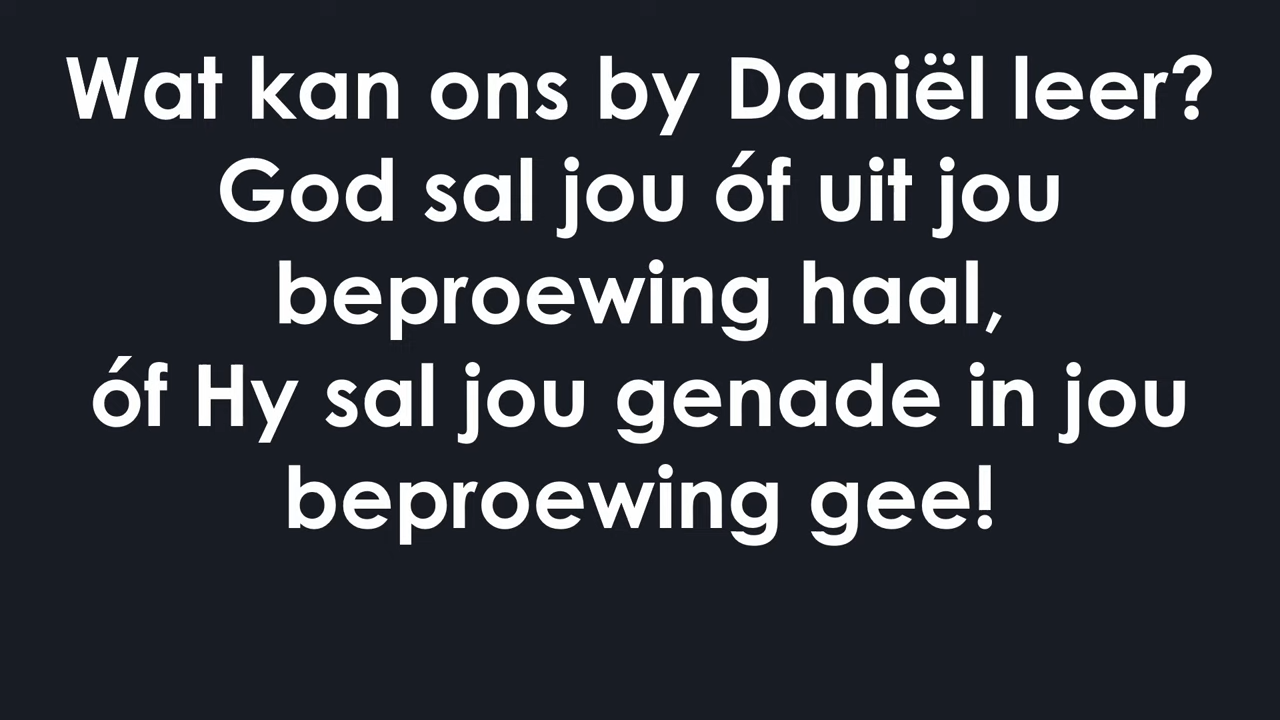 Wat kan ons by Daniël leer?
God sal jou óf uit jou
beproewing haal,
óf Hy sal jou genade in jou
beproewing gee!